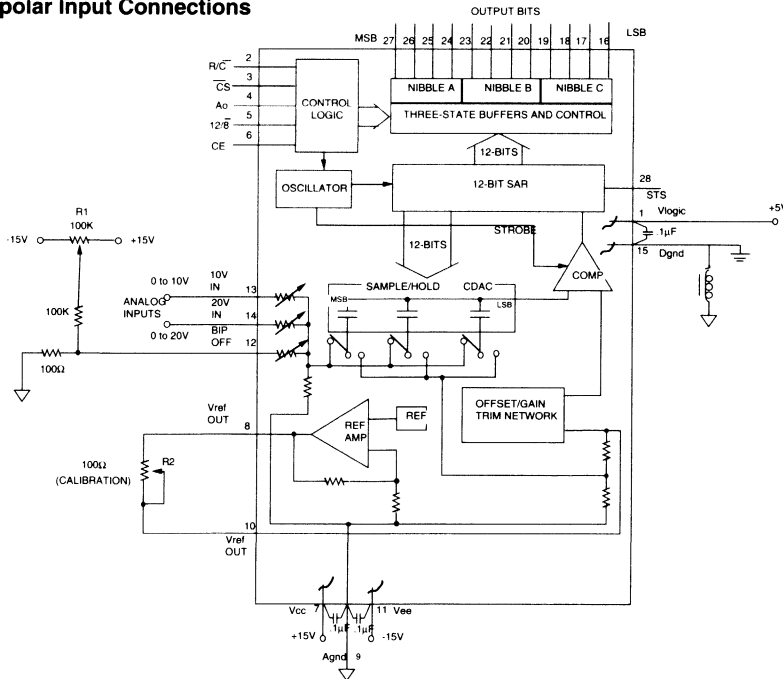 polar Input Connections
OUTPUT BITS
MSB
27 26 25 24 23 22 21 20 19 18 17 16
LSB
NIBBLE A NIBBLE B NIBBLE C
THREE-STATE BUFFERS AND CONTROL
R/C 2
CS 3
Ao 4
12/8 5
CE 6
CONTROL
LOGIC
12-BITS
OSCILLATOR
12-BIT SAR
28
STS
R1
100K
-15V +15V
1 Vlogic +5V
.1µF
15 Dgnd
STROBE
12-BITS
COMP
SAMPLE/HOLD CDAC
MSB LSB
ANALOG
INPUTS
0 to 10V
10V
IN 13
0 to 20V
20V
IN 14
BIP
OFF 12
100K
100Ω
OFFSET/GAIN
TRIM NETWORK
Vref
OUT 8
REF
AMP
REF
100Ω
(CALIBRATION)
R2
10
Vref
OUT
Vcc 7 11 Vee
.1µF .1µF
+15V -15V
Agnd 9